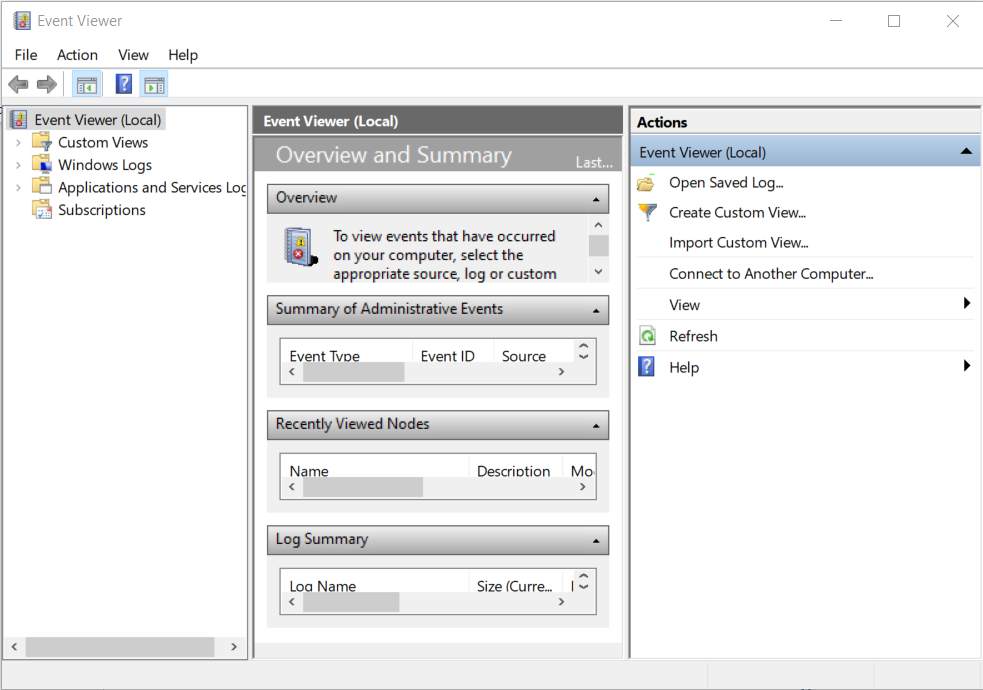 Event Viewer
File Action View Help
Event Viewer (Local)
Custom Views
Windows Logs
Applications and Services Log
Subscriptions
Event Viewer (Local)
Overview and Summary
Last...
Overview
To view events that have occurred
on your computer, select the
appropriate source, log or custom
Summary of Administrative Events
Event Type Event ID Source
Recently Viewed Nodes
Name Description Mo
Log Summary
Log Name Size (Curre...
Actions
Event Viewer (Local)
Open Saved Log...
Create Custom View...
Import Custom View...
Connect to Another Computer...
View
Refresh
Help